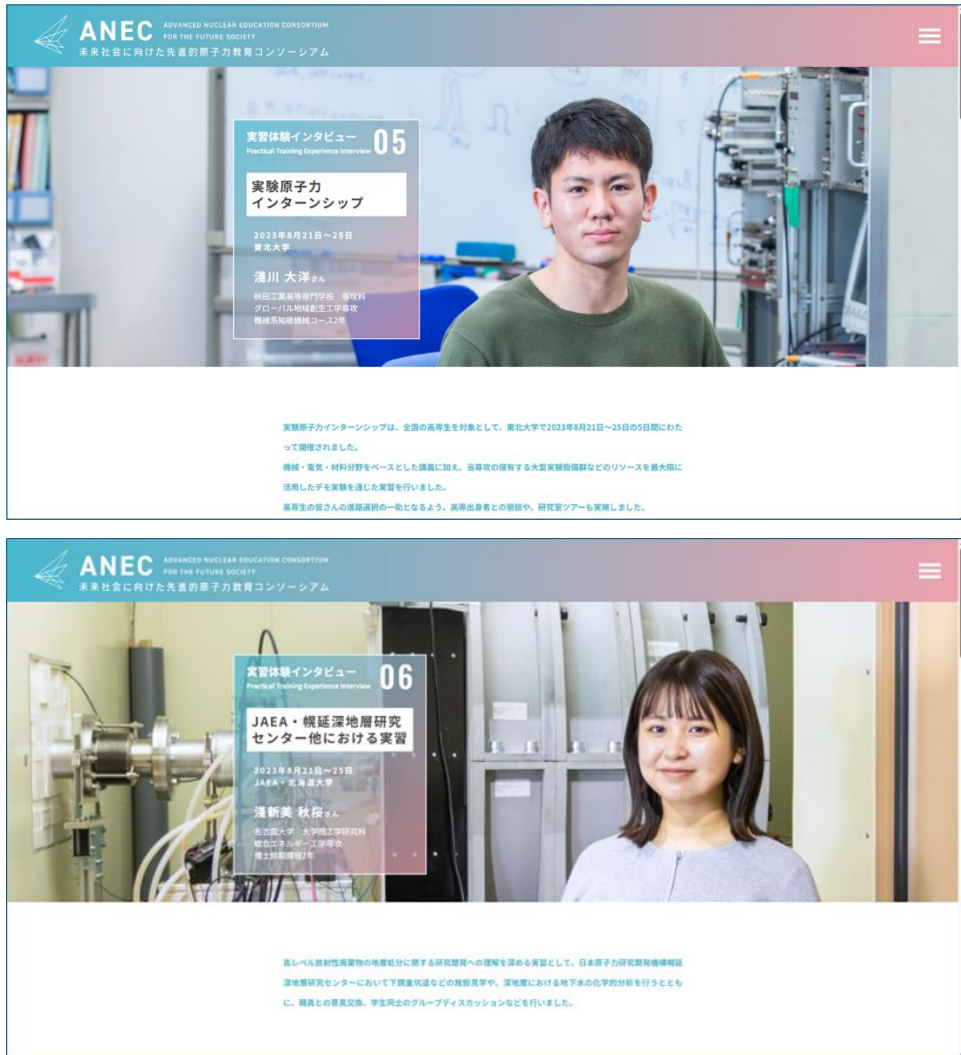 ANEC
ADVANCED NUCLEAR EDUCATION CONSORTIUM
FOR THE FUTURE SOCIETY
未来社会に向けた先進的原子力教育コンソーシアム
実習体験インタビュー
Practical Training Experience Interview
05
実験原子力
インターンシップ
2023年8月21日～25日
東北大学
淺川 大洋さん
秋田工業高等専門学校 専攻科
グローバル地域創生工学専攻
機械系知能機械コース2年
実験原子力インターンシップは、全国の高専生を対象として、東北大学で2023年8月21日～25日の5日間にわた
って開催されました。
機械・電気・材料分野をベースとした講義に加え、当専攻の保有する大型実験設備群などのリソースを最大限に
活用したデモ実験を通じた実習を行いました。
高専生の皆さんの進路選択の一助となるよう、高専出身者との懇談や、研究室ツアーも実施しました。
ANEC
ADVANCED NUCLEAR EDUCATION CONSORTIUM
FOR THE FUTURE SOCIETY
未来社会に向けた先進的原子力教育コンソーシアム
実習体験インタビュー
Practical Training Experience Interview
06
JAEA・幌延深地層研究
センター他における実習
2023年8月21日～25日
JAEA・北海道大学
淺新美 秋桜さん
名古屋大学 大学院工学研究科
総合エネルギー工学専攻
博士前期課程2年
高レベル放射性廃棄物の地層処分に関する研究開発への理解を深める実習として、日本原子力研究開発機構幌延
深地層研究センターにおいて下調査坑道などの施設見学や、深地層における地下水の化学的分析を行うととも
に、職員との意見交換、学生同士のグループディスカッションなどを行いました。